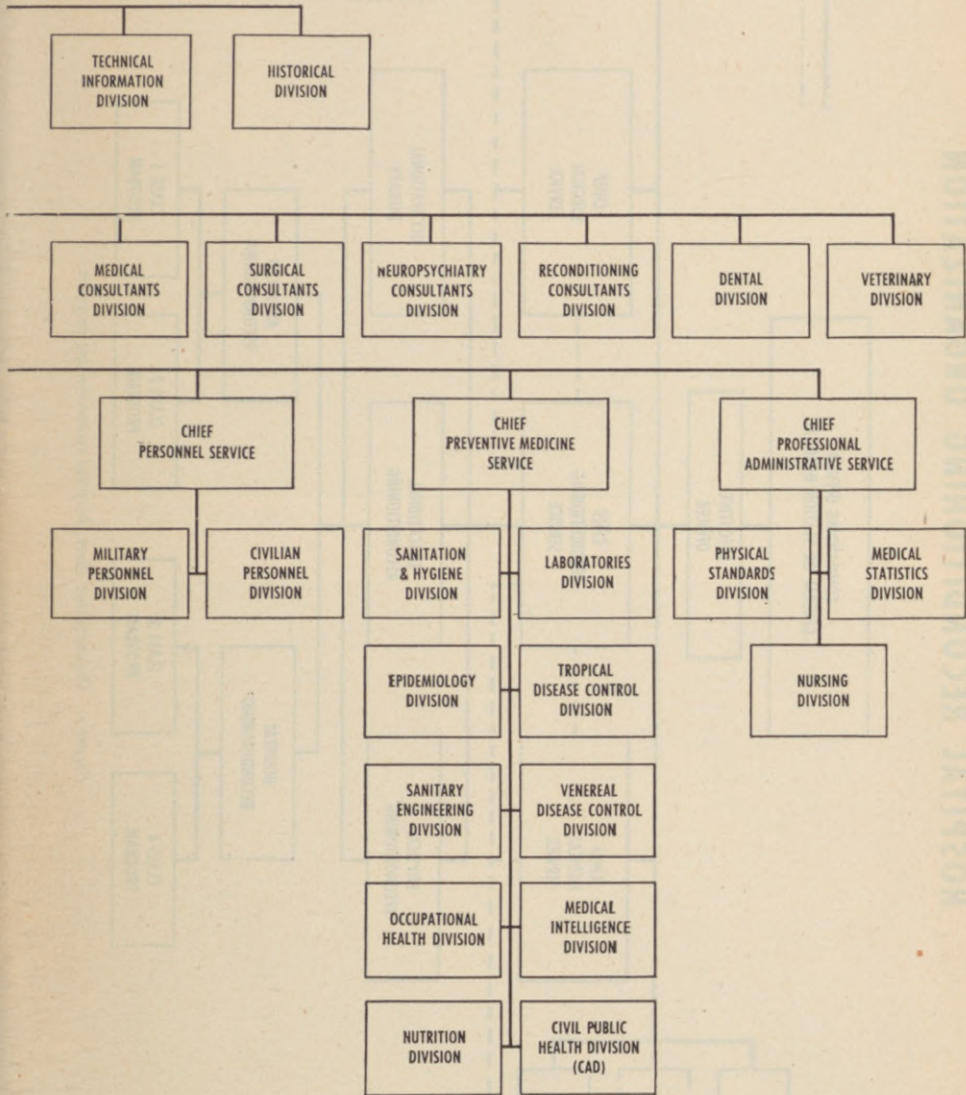 TECHNICAL
INFORMATION
DIVISION
HISTORICAL
DIVISION
MEDICAL
CONSULTANTS
DIVISION
SURGICAL
CONSULTANTS
DIVISION
NEUROPSYCHIATRY
CONSULTANTS
DIVISION
RECONDITIONING
CONSULTANTS
DIVISION
DENTAL
DIVISION
VETERINARY
DIVISION
CHIEF
PERSONNEL SERVICE
CHIEF
PREVENTIVE MEDICINE
SERVICE
CHIEF
PROFESSIONAL
ADMINISTRATIVE SERVICE
MILITARY
PERSONNEL
DIVISION
CIVILIAN
PERSONNEL
DIVISION
SANITATION
& HYGIENE
DIVISION
LABORATORIES
DIVISION
PHYSICAL
STANDARDS
DIVISION
MEDICAL
STATISTICS
DIVISION
EPIDEMIOLOGY
DIVISION
TROPICAL
DISEASE CONTROL
DIVISION
NURSING
DIVISION
SANITARY
ENGINEERING
DIVISION
VENEREAL
DISEASE CONTROL
DIVISION
OCCUPATIONAL
HEALTH DIVISION
MEDICAL
INTELLIGENCE
DIVISION
NUTRITION
DIVISION
CIVIL PUBLIC
HEALTH DIVISION
(CAD)